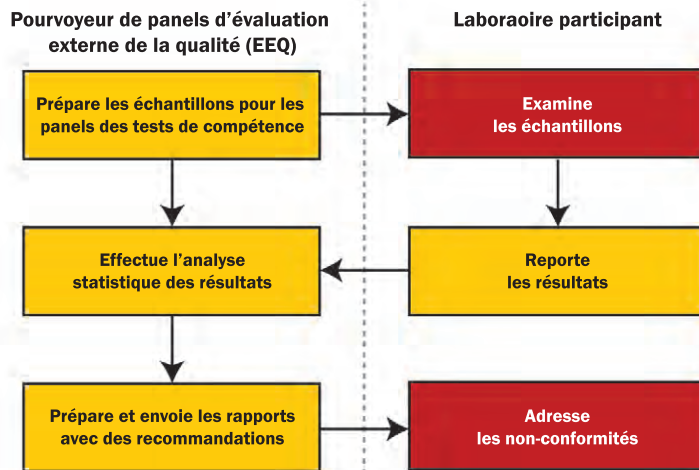 Pourvoyeur de panels d’évaluation
externe de la qualité (EEQ)
Laboraoire participant
Prépare les échantillons pour les
panels des tests de compétence
Examine
les échantillons
Effectue l’analyse
statistique des résultats
Reporte
les résultats
Prépare et envoie les rapports
avec des recommandations
Adresse
les non-conformités